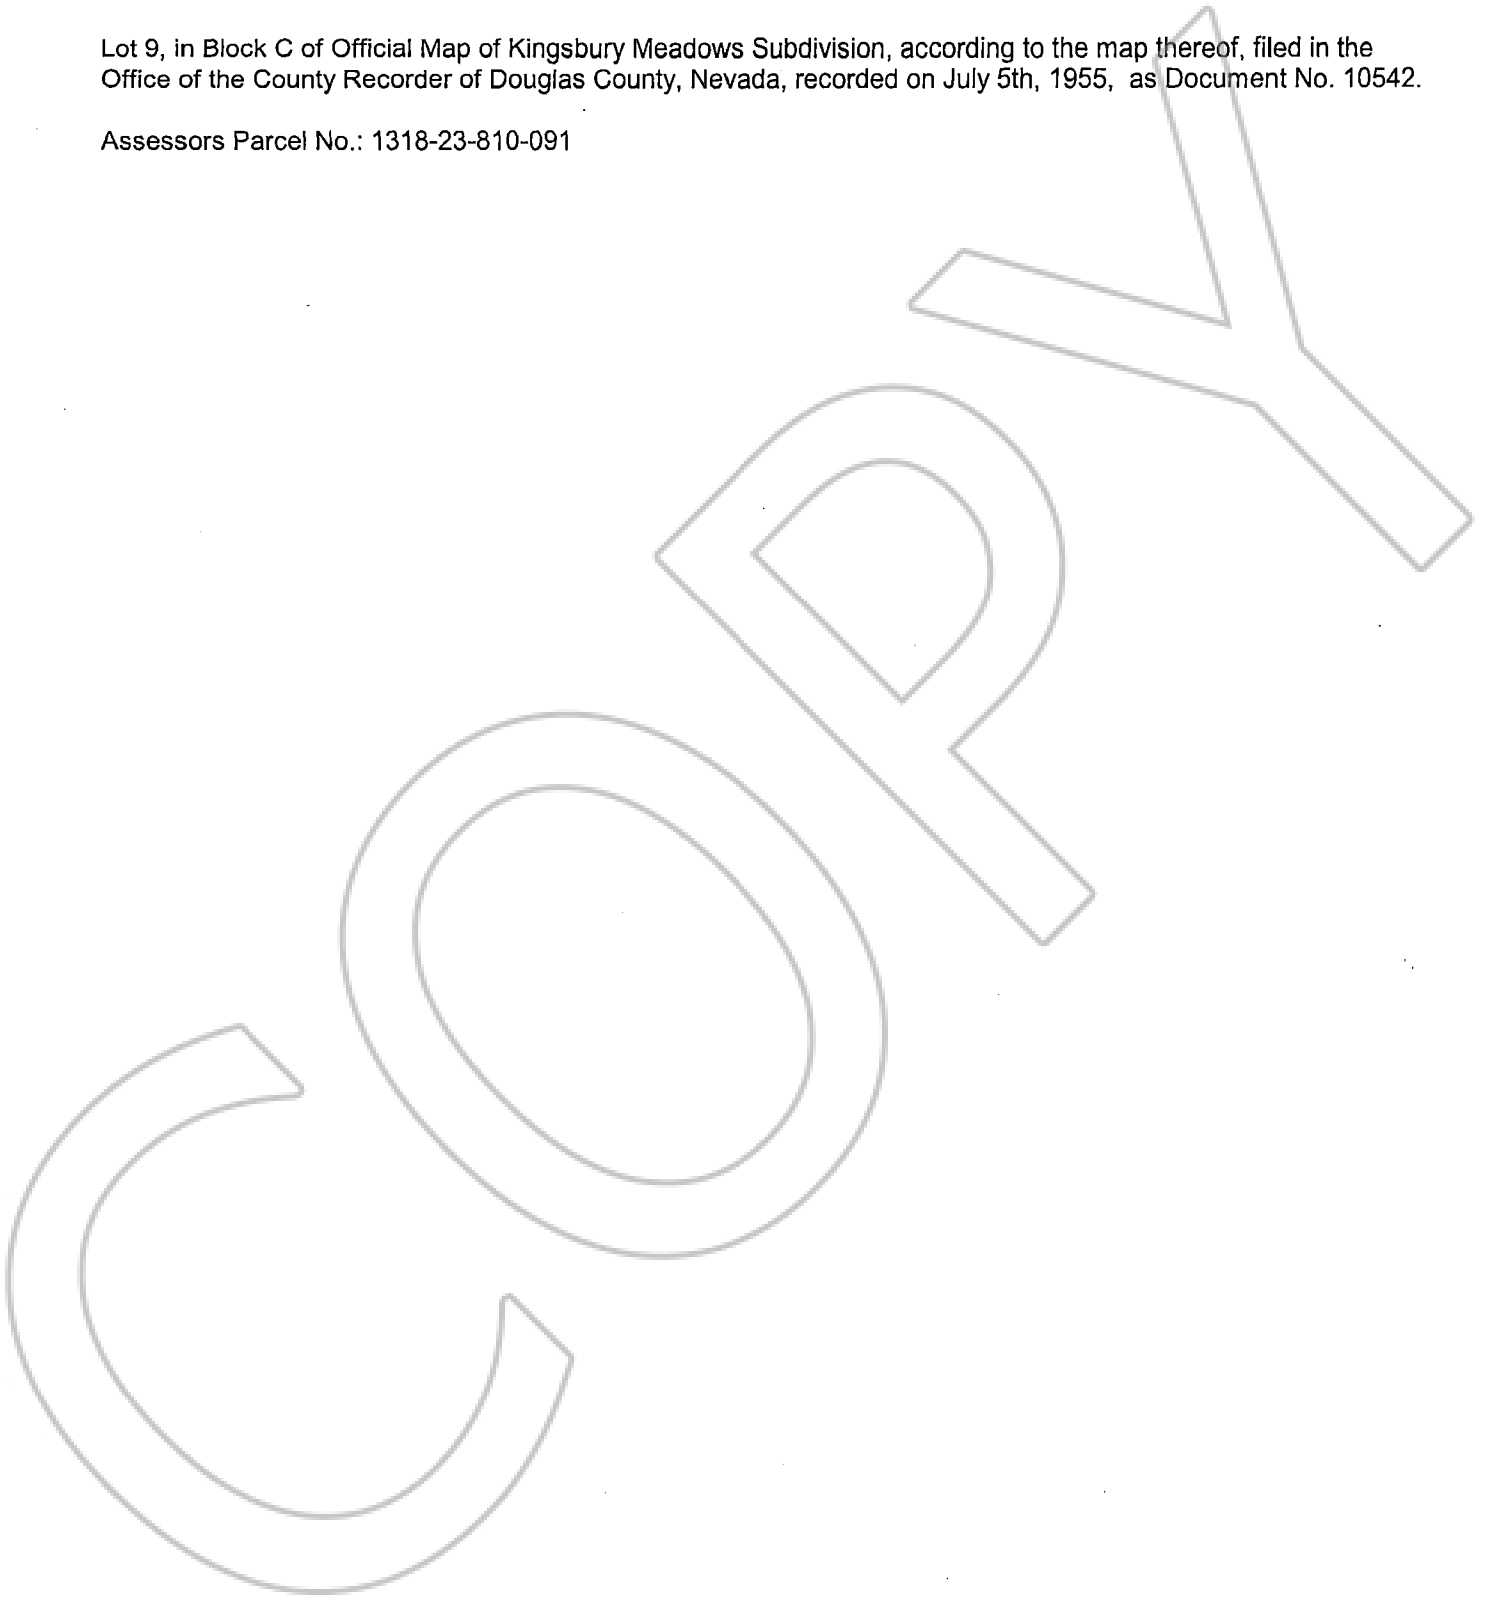 Lot 9, in Block C of Official Map of Kingsbury Meadows Subdivision, according to the map thereof, filed in the
Office of the County Recorder of Douglas County, Nevada, recorded on July 5th, 1955, as Document No. 10542.
Assessors Parcel No.: 1318-23-810-091
COPY